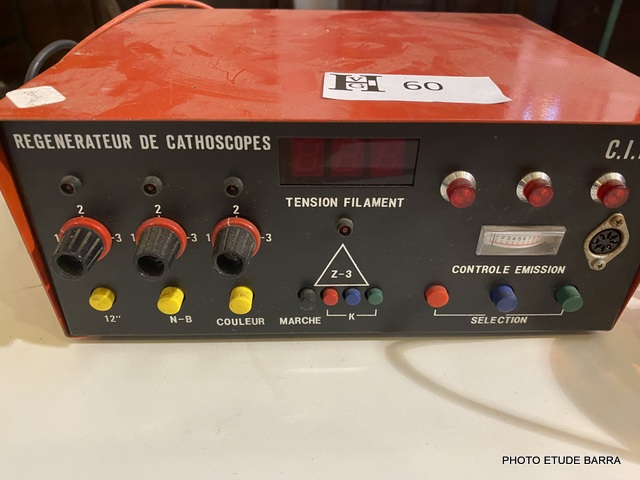 60
REGENERATEUR DE CATHOSCOPES
C.I.
TENSION FILAMENT
2 2 2
1 3 1 3 1 3
Z-3
CONTROLE EMISSION
12" N-B COULEUR MARCHE K SELECTION
PHOTO ETUDE BARRA